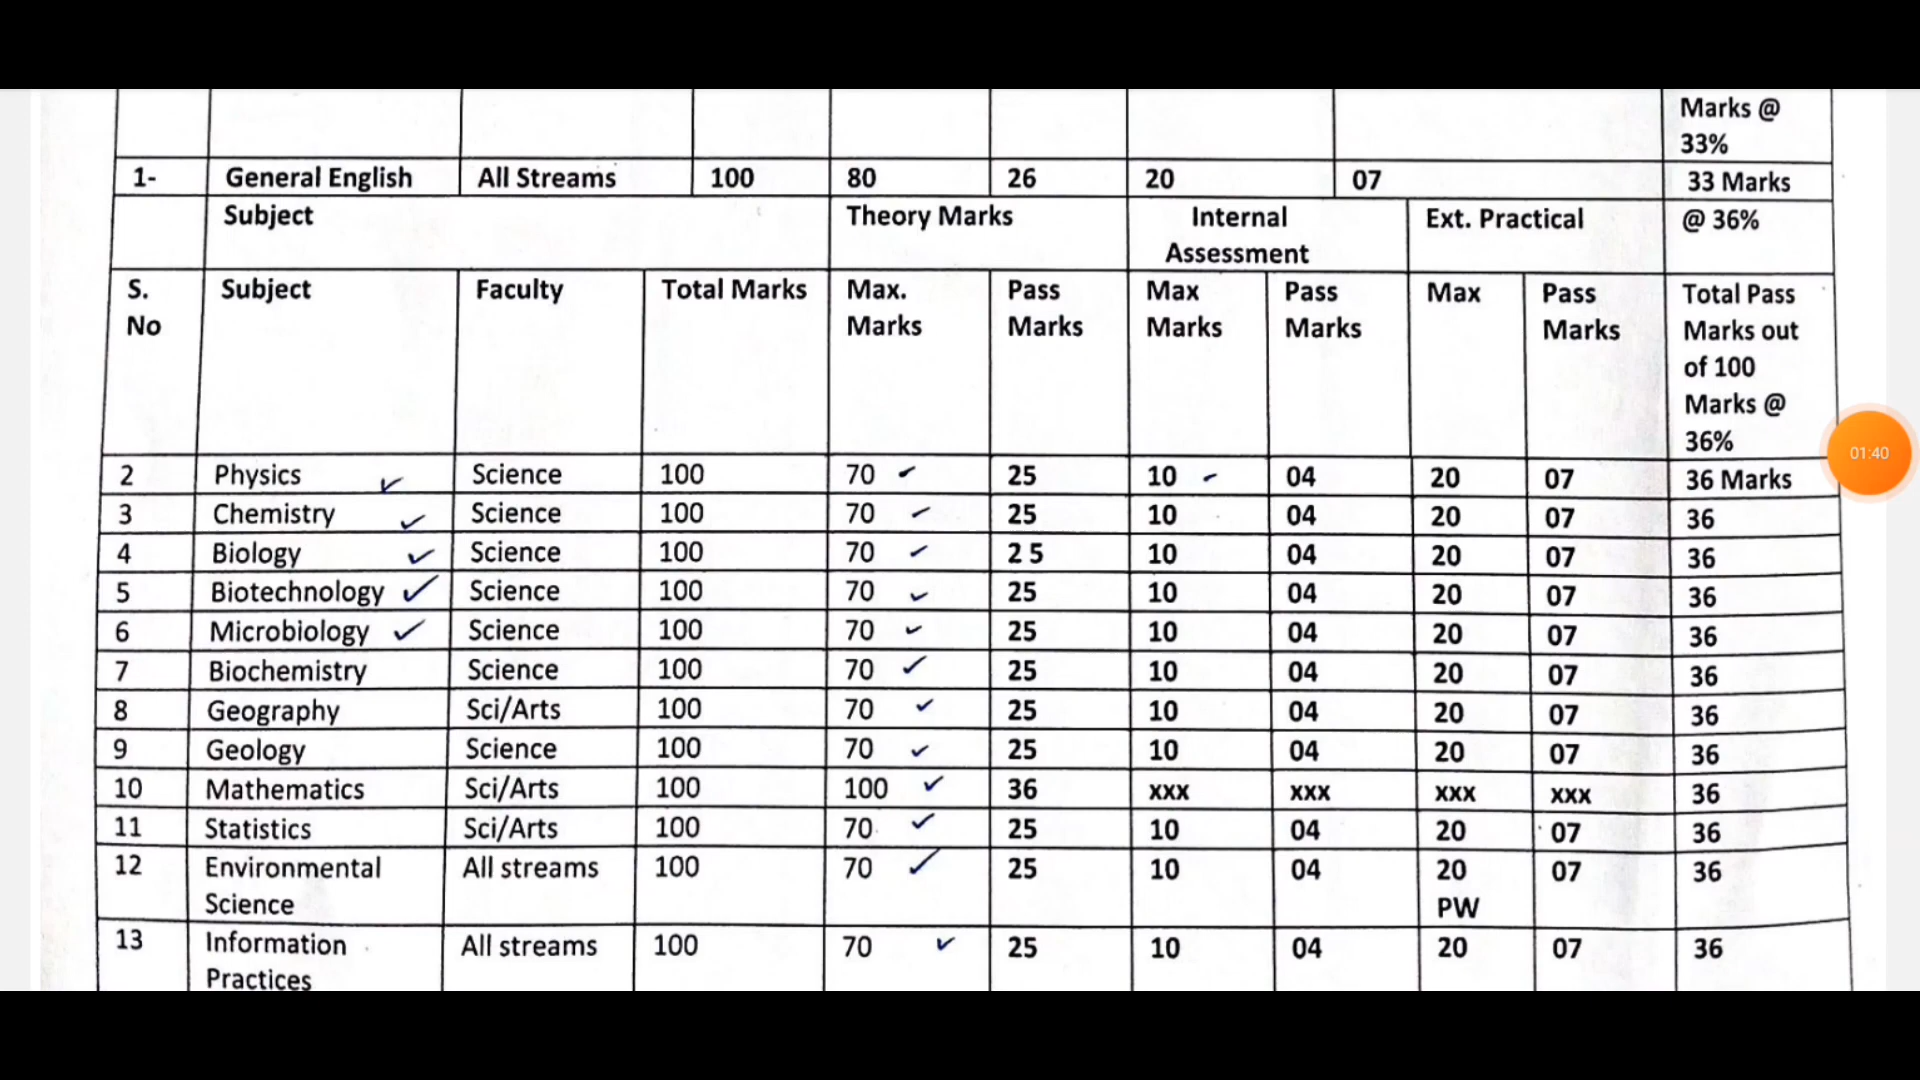 Marks @
33%
1- General English All Streams 100 80 26 20 07 33 Marks
Subject Theory Marks Internal Assessment Ext. Practical @ 36%
S. No Subject Faculty Total Marks Max. Marks Pass Marks Max Marks Pass Marks Max Pass Marks Total Pass Marks out of 100 Marks @ 36%
2 Physics Science 100 70 25 10 04 20 07 36 Marks
3 Chemistry Science 100 70 25 10 04 20 07 36
4 Biology Science 100 70 2 5 10 04 20 07 36
5 Biotechnology Science 100 70 25 10 04 20 07 36
6 Microbiology Science 100 70 25 10 04 20 07 36
7 Biochemistry Science 100 70 25 10 04 20 07 36
8 Geography Sci/Arts 100 70 25 10 04 20 07 36
9 Geology Science 100 70 25 10 04 20 07 36
10 Mathematics Sci/Arts 100 100 36 xxx xxx xxx xxx 36
11 Statistics Sci/Arts 100 70 25 10 04 20 07 36
12 Environmental Science All streams 100 70 25 10 04 20 PW 07 36
13 Information Practices All streams 100 70 25 10 04 20 07 36
01:40